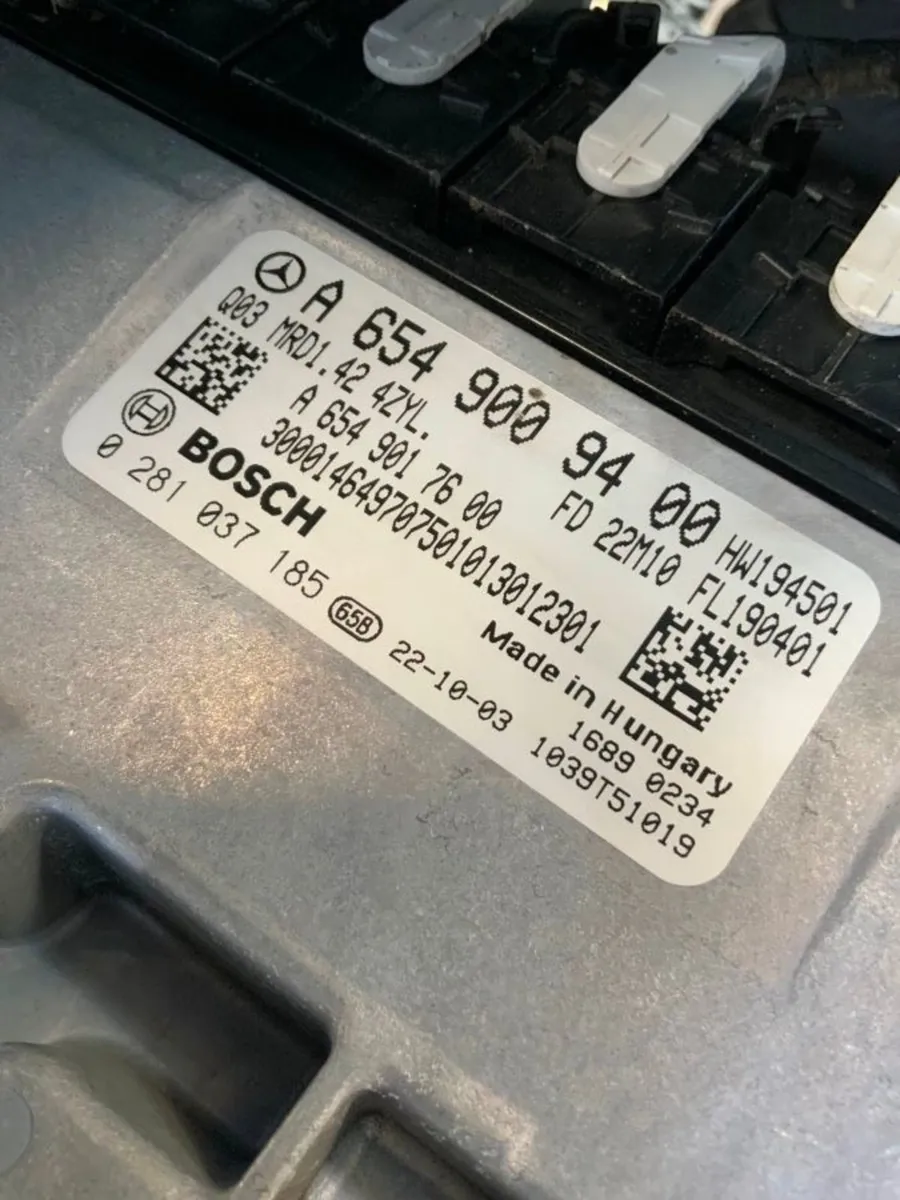 A 654 900 94 00 HW194501
Q03 MRD1.42 4ZYL. FD 22M10 FL190401
A 654 901 76 00
300014649707501013012301
BOSCH Made in Hungary
1689 0234
0 281 037 185 65B 22-10-03 1039T51019